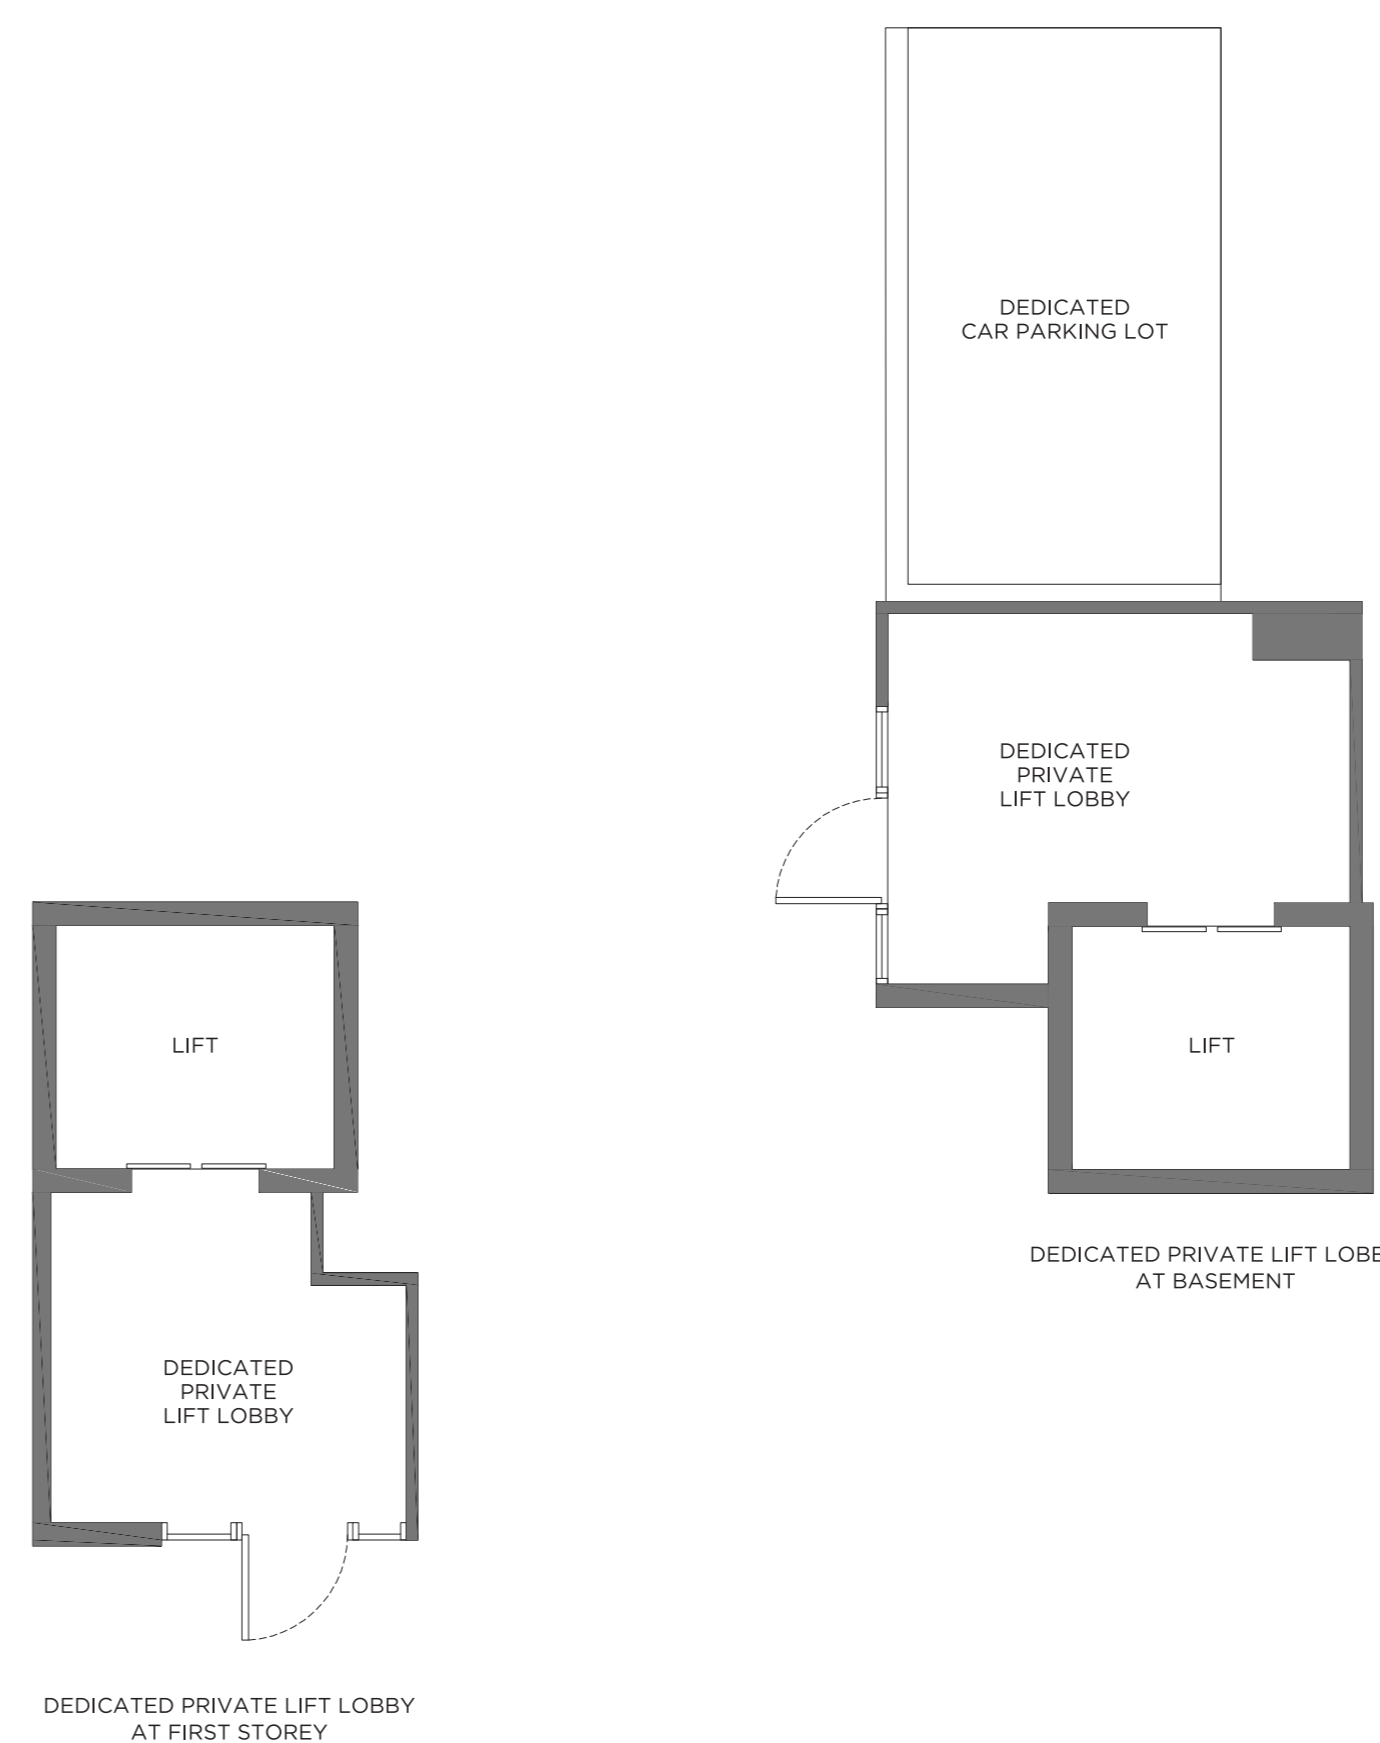 DEDICATED
CAR PARKING LOT
DEDICATED
PRIVATE
LIFT LOBBY
LIFT
DEDICATED PRIVATE LIFT
AT BASEMENT
LIFT
DEDICATED
PRIVATE
LIFT LOBBY
DEDICATED PRIVATE LIFT LOBBY
AT FIRST STOREY